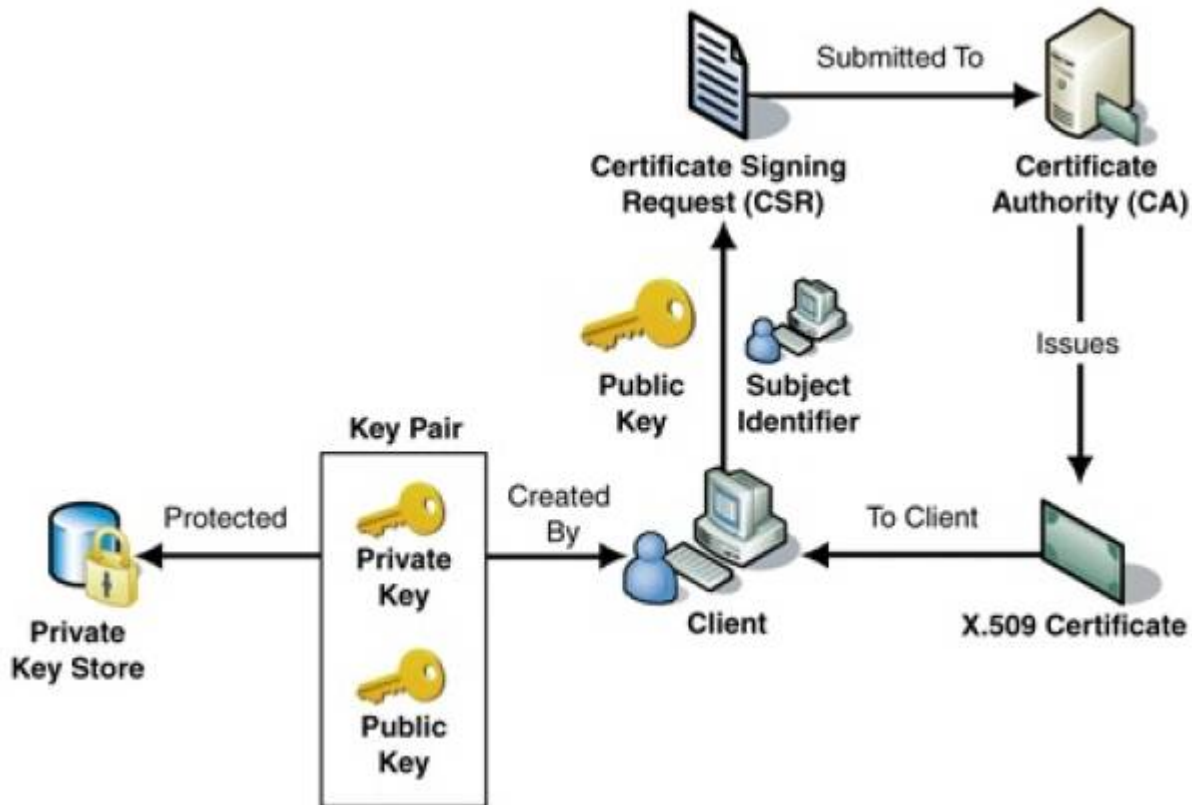 Submitted To
Certificate Signing
Request (CSR)
Certificate
Authority (CA)
Public
Key
Subject
Identifier
Issues
Key Pair
Protected
Private
Key
Created
By
To Client
Private
Key Store
Public
Key
Client
X.509 Certificate